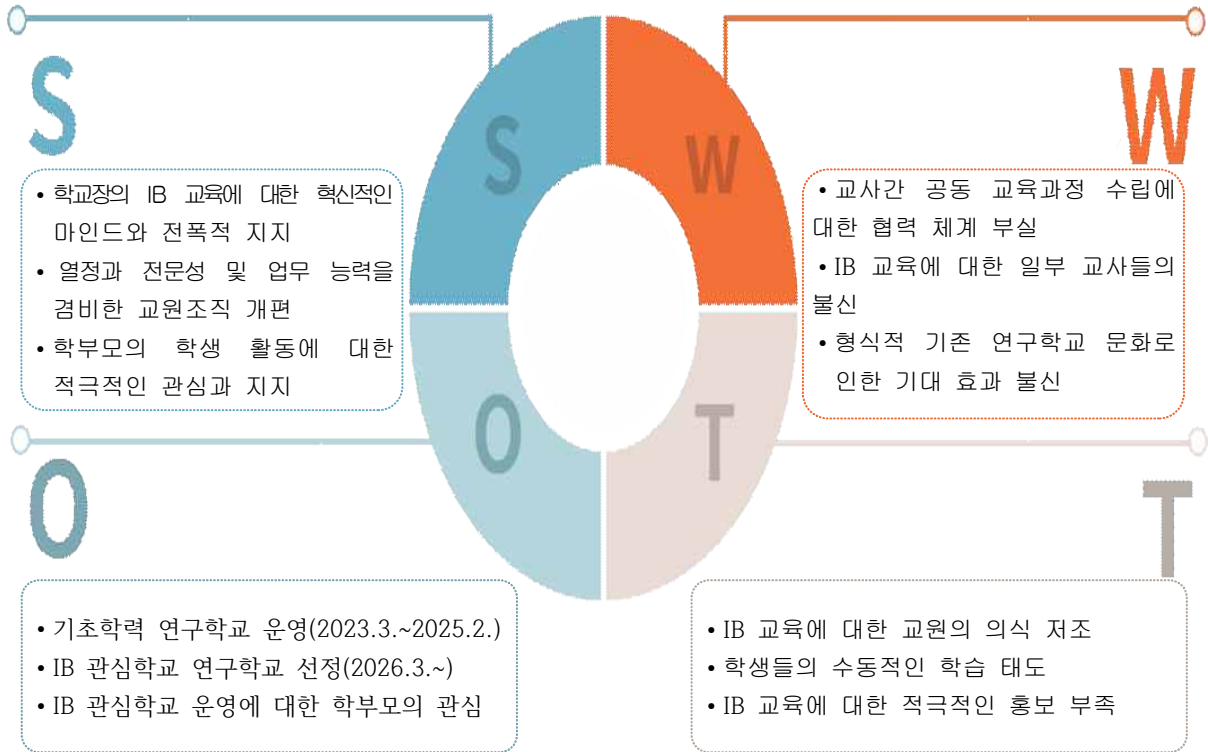 S
W
S
W
• 학교장의 IB 교육에 대한 혁신적인
마인드와 전폭적 지지
• 열정과 전문성 및 업무 능력을
겸비한 교원조직 개편
• 학부모의 학생 활동에 대한
적극적인 관심과 지지
• 교사간 공동 교육과정 수립에
대한 협력 체계 부실
• IB 교육에 대한 일부 교사들의
불신
• 형식적 기존 연구학교 문화로
인한 기대 효과 불신
O
T
O
T
• 기초학력 연구학교 운영(2023.3.~2025.2.)
• IB 관심학교 연구학교 선정(2026.3.~)
• IB 관심학교 운영에 대한 학부모의 관심
• IB 교육에 대한 교원의 의식 저조
• 학생들의 수동적인 학습 태도
• IB 교육에 대한 적극적인 홍보 부족